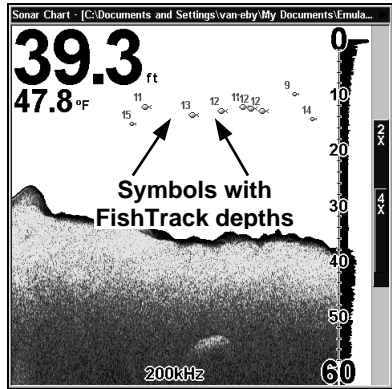 Sonar Chart - [C:\Documents and Settings\van-eby\My Documents\Emula...
39.3 ft
47.8 °F
0
9
11 13 12 11 12 12
15 14
10
20
2X
Symbols with
FishTrack depths
30
4X
40
50
200kHz
60